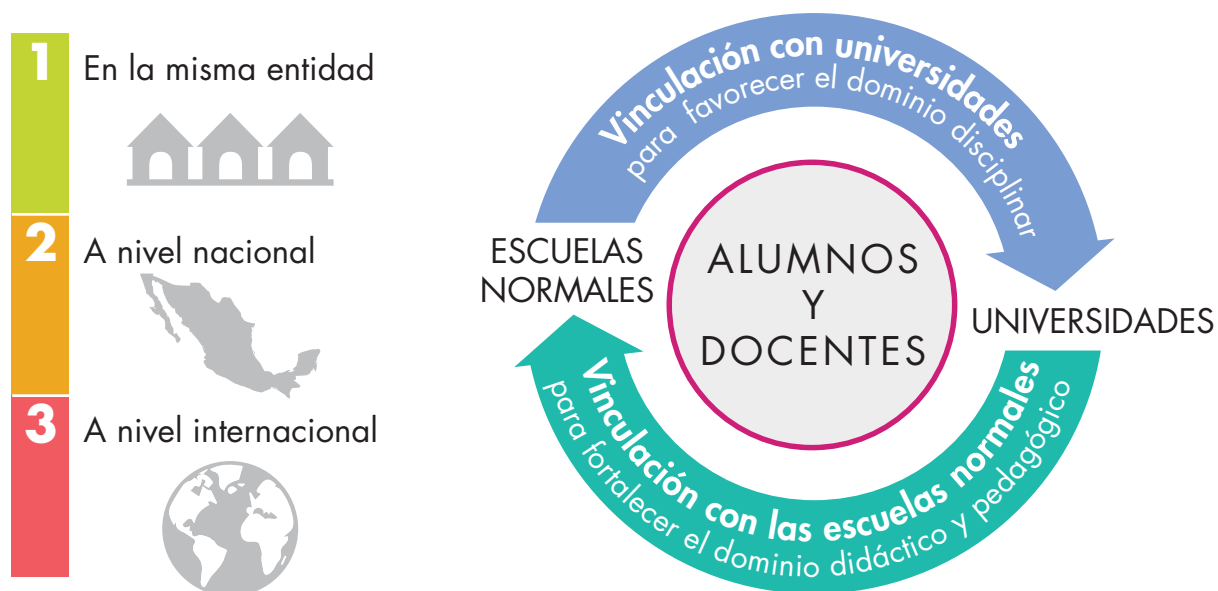 1
En la misma entidad
2
A nivel nacional
3
A nivel internacional
Vinculación con universidades
para favorecer el dominio disciplinar
ESCUELAS
NORMALES
ALUMNOS
Y
DOCENTES
UNIVERSIDADES
Vinculación con las escuelas normales
para fortalecer el dominio didáctico y pedagógico